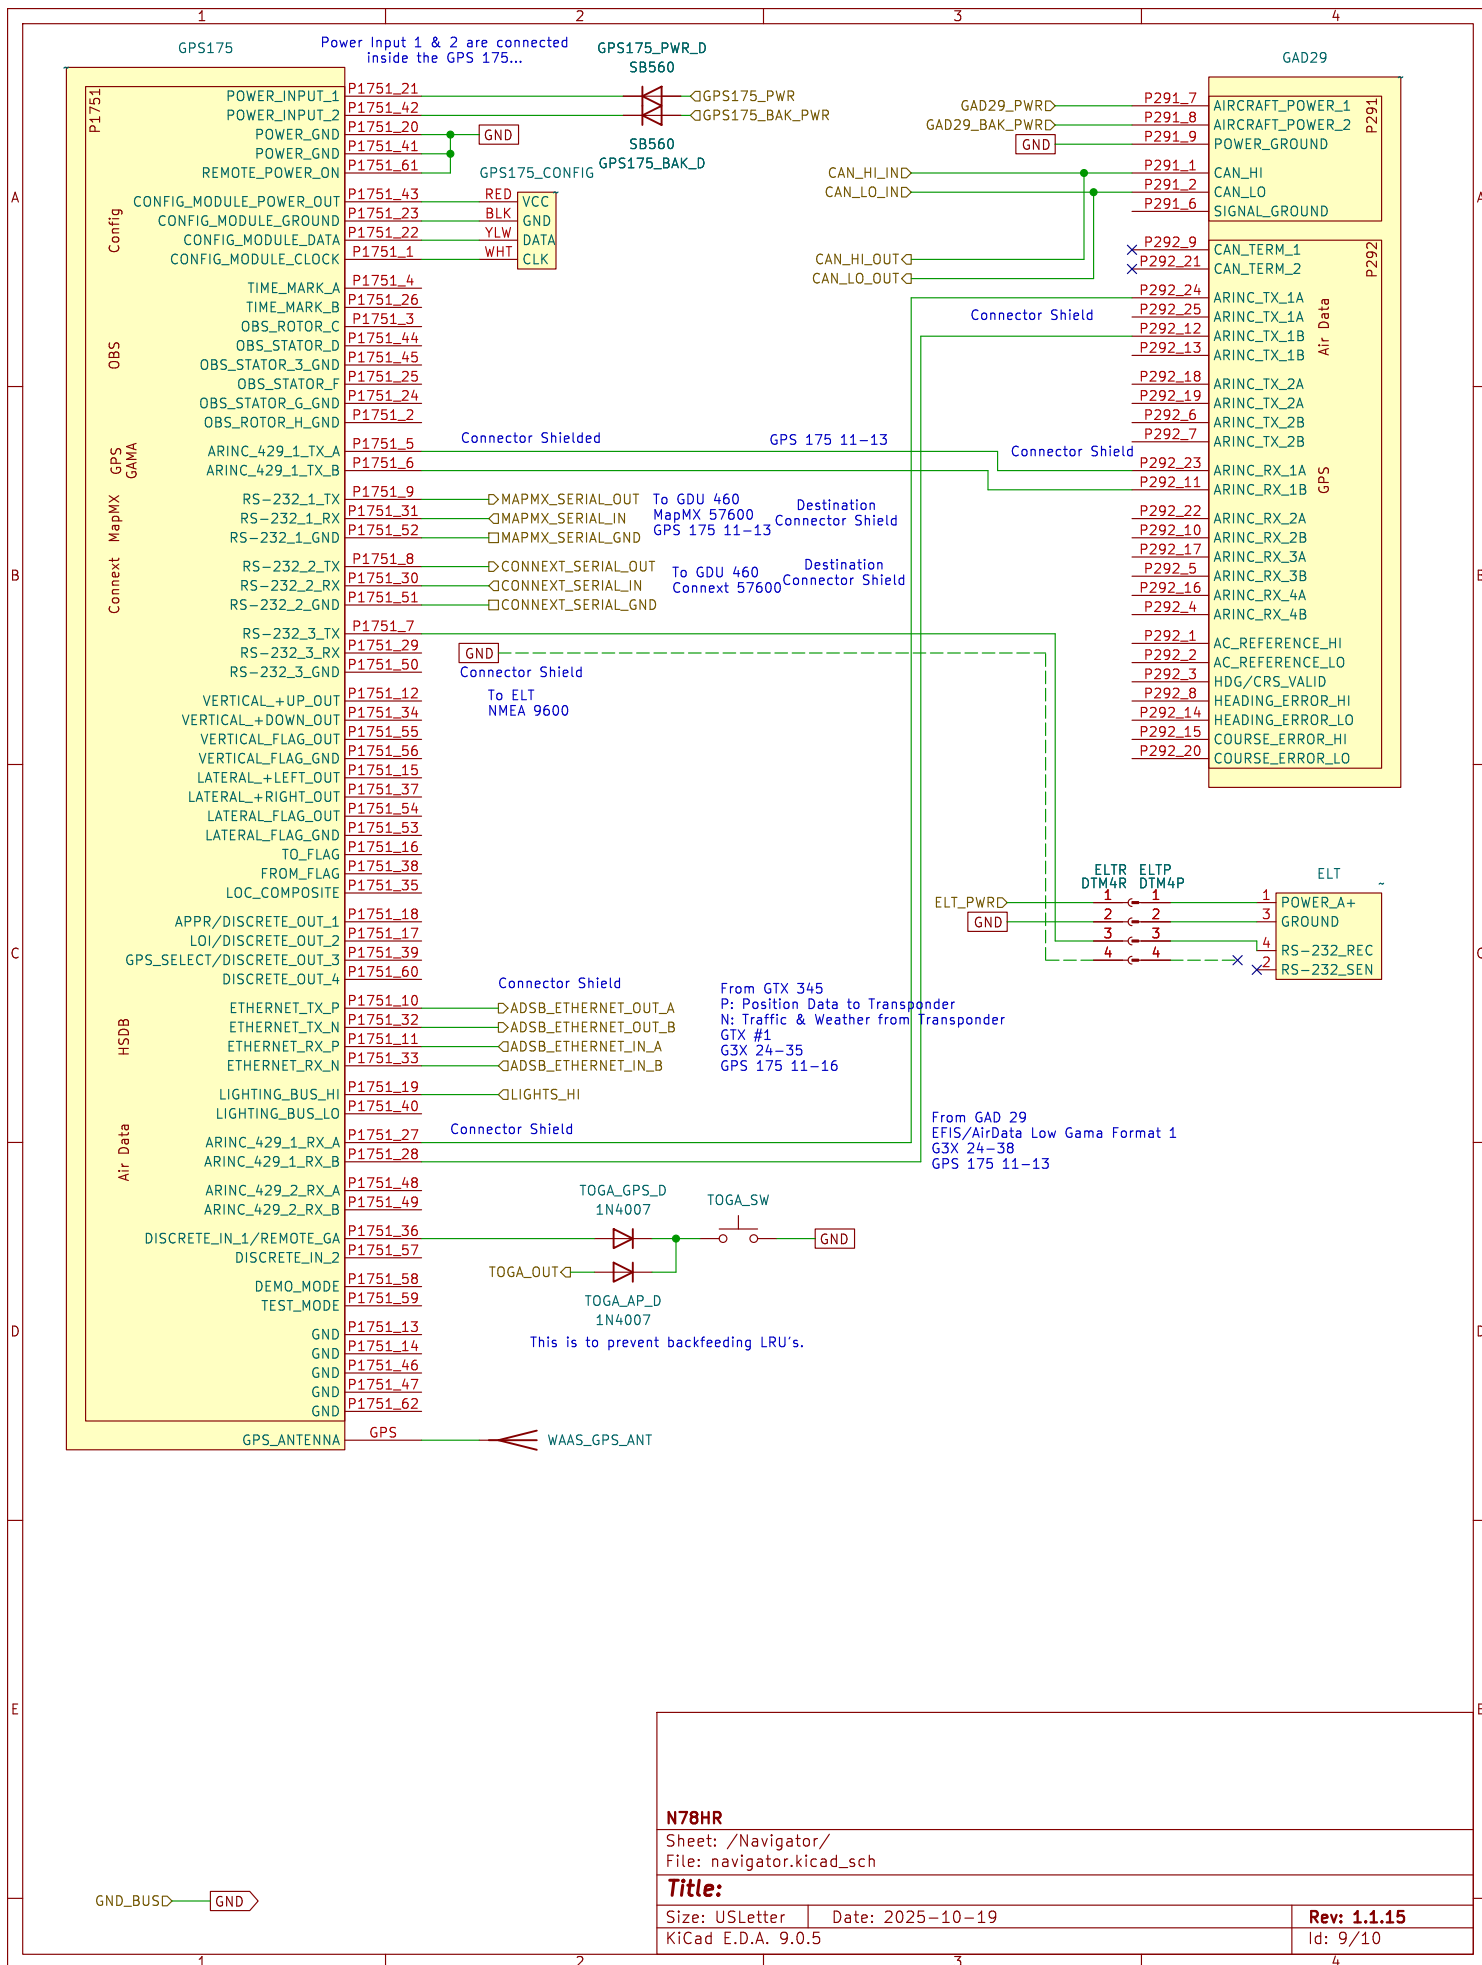 1 2 3 4
GPS175
Power Input 1 & 2 are connected
inside the GPS 175...
GPS175_PWR_D
SB560
GAD29
~
~
P1751
POWER_INPUT_1 P1751_21
GPS175_PWR
POWER_INPUT_2 P1751_42
GPS175_BAK_PWR
POWER_GND P1751_20
GND
POWER_GND P1751_41
REMOTE_POWER_ON P1751_61
SB560
GPS175_BAK_D
GPS175_CONFIG
~
Config
CONFIG_MODULE_POWER_OUT P1751_43 RED VCC
CONFIG_MODULE_GROUND P1751_23 BLK GND
CONFIG_MODULE_DATA P1751_22 YLW DATA
CONFIG_MODULE_CLOCK P1751_1 WHT CLK
TIME_MARK_A P1751_4
TIME_MARK_B P1751_26
OBS
OBS_ROTOR_C P1751_3
OBS_STATOR_D P1751_44
OBS_STATOR_3_GND P1751_45
OBS_STATOR_F P1751_25
OBS_STATOR_G_GND P1751_24
OBS_ROTOR_H_GND P1751_2
GPS
GAMA
ARINC_429_1_TX_A P1751_5
ARINC_429_1_TX_B P1751_6
Connector Shielded
GPS 175 11-13
Connector Shield
MapMX
RS-232_1_TX P1751_9 MAPMX_SERIAL_OUT
RS-232_1_RX P1751_31 MAPMX_SERIAL_IN
RS-232_1_GND P1751_52 MAPMX_SERIAL_GND
To GDU 460
MapMX 57600
GPS 175 11-13
Destination
Connector Shield
Connext
RS-232_2_TX P1751_8 CONNEXT_SERIAL_OUT
RS-232_2_RX P1751_30 CONNEXT_SERIAL_IN
RS-232_2_GND P1751_51 CONNEXT_SERIAL_GND
To GDU 460
Connext 57600
Destination
Connector Shield
RS-232_3_TX P1751_7
RS-232_3_RX P1751_29
RS-232_3_GND P1751_50
GND
Connector Shield
To ELT
NMEA 9600
VERTICAL_+UP_OUT P1751_12
VERTICAL_+DOWN_OUT P1751_34
VERTICAL_FLAG_OUT P1751_55
VERTICAL_FLAG_GND P1751_56
LATERAL_+LEFT_OUT P1751_15
LATERAL_+RIGHT_OUT P1751_37
LATERAL_FLAG_OUT P1751_54
LATERAL_FLAG_GND P1751_53
TO_FLAG P1751_16
FROM_FLAG P1751_38
LOC_COMPOSITE P1751_35
APPR/DISCRETE_OUT_1 P1751_18
LOI/DISCRETE_OUT_2 P1751_17
GPS_SELECT/DISCRETE_OUT_3 P1751_39
DISCRETE_OUT_4 P1751_60
Connector Shield
HSDB
ETHERNET_TX_P P1751_10 ADSB_ETHERNET_OUT_A
ETHERNET_TX_N P1751_32 ADSB_ETHERNET_OUT_B
ETHERNET_RX_P P1751_11 ADSB_ETHERNET_IN_A
ETHERNET_RX_N P1751_33 ADSB_ETHERNET_IN_B
From GTX 345
P: Position Data to Transponder
N: Traffic & Weather from Transponder
GTX #1
G3X 24-35
GPS 175 11-16
LIGHTING_BUS_HI P1751_19 LIGHTS_HI
LIGHTING_BUS_LO P1751_40
Connector Shield
Air Data
ARINC_429_1_RX_A P1751_27
ARINC_429_1_RX_B P1751_28
From GAD 29
EFIS/AirData Low Gama Format 1
G3X 24-38
GPS 175 11-13
ARINC_429_2_RX_A P1751_48
ARINC_429_2_RX_B P1751_49
TOGA_GPS_D
1N4007
TOGA_SW
DISCRETE_IN_1/REMOTE_GA P1751_36
GND
DISCRETE_IN_2 P1751_57
TOGA_OUT
DEMO_MODE P1751_58
TEST_MODE P1751_59
TOGA_AP_D
1N4007
This is to prevent backfeeding LRU's.
GND P1751_13
GND P1751_14
GND P1751_46
GND P1751_47
GND P1751_62
GPS_ANTENNA GPS WAAS_GPS_ANT
P291
GAD29_PWR P291_7 AIRCRAFT_POWER_1
GAD29_BAK_PWR P291_8 AIRCRAFT_POWER_2
GND P291_9 POWER_GROUND
CAN_HI_IN P291_1 CAN_HI
CAN_LO_IN P291_2 CAN_LO
P291_6 SIGNAL_GROUND
P292
P292_9 CAN_TERM_1
CAN_HI_OUT
P292_21 CAN_TERM_2
CAN_LO_OUT
P292_24 ARINC_TX_1A
Connector Shield
P292_25 ARINC_TX_1A
Air Data
P292_12 ARINC_TX_1B
P292_13 ARINC_TX_1B
P292_18 ARINC_TX_2A
P292_19 ARINC_TX_2A
P292_6 ARINC_TX_2B
P292_7 ARINC_TX_2B
P292_23 ARINC_RX_1A
GPS
P292_11 ARINC_RX_1B
P292_22 ARINC_RX_2A
P292_10 ARINC_RX_2B
P292_17 ARINC_RX_3A
P292_5 ARINC_RX_3B
P292_16 ARINC_RX_4A
P292_4 ARINC_RX_4B
P292_1 AC_REFERENCE_HI
P292_2 AC_REFERENCE_LO
P292_3 HDG/CRS_VALID
P292_8 HEADING_ERROR_HI
P292_14 HEADING_ERROR_LO
P292_15 COURSE_ERROR_HI
P292_20 COURSE_ERROR_LO
ELTR ELTP
DTM4R DTM4P
ELT
~
ELT_PWR 1 1 1 POWER_A+
GND 2 2 3 GROUND
3 3 4 RS-232_REC
4 4 2 RS-232_SEN
A A
B B
C C
D D
E E
GND_BUS GND
N78HR
Sheet: /Navigator/
File: navigator.kicad_sch
Title:
Size: USLetter Date: 2025-10-19 Rev: 1.1.15
KiCad E.D.A. 9.0.5 Id: 9/10
1 2 3 4